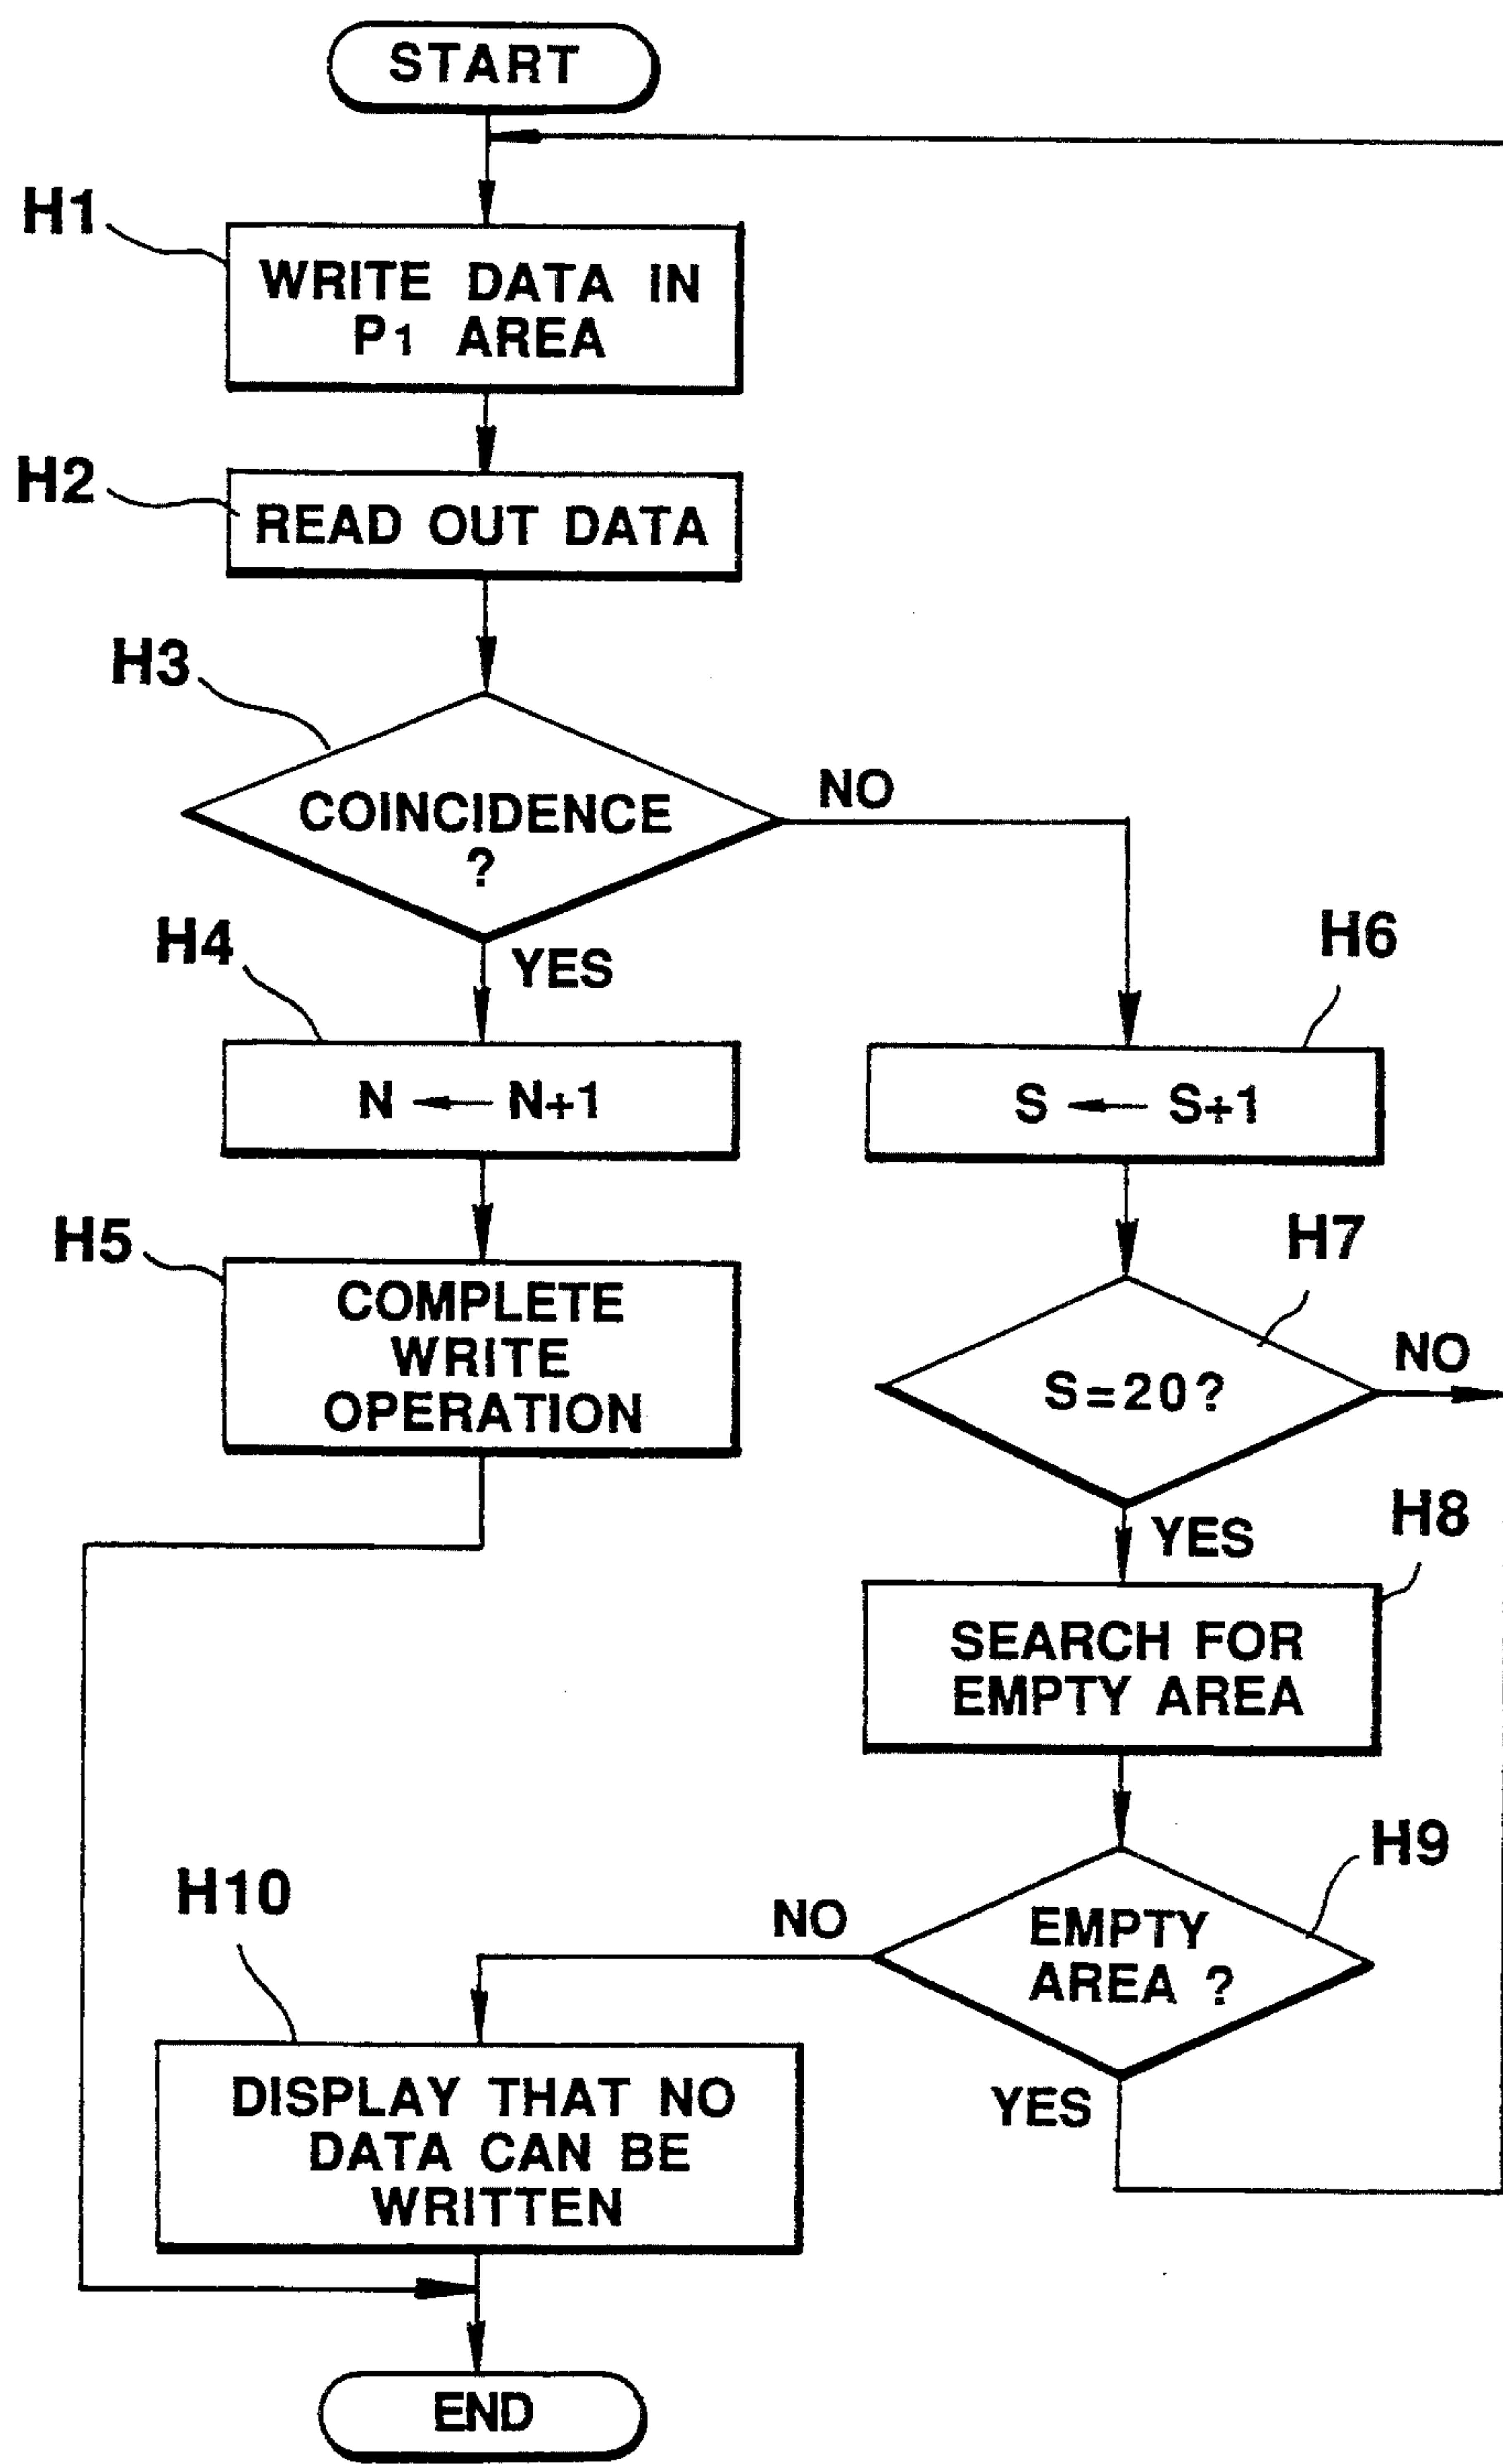 START
H1
WRITE DATA IN
P1 AREA
H2
READ OUT DATA
H3
COINCIDENCE
?
NO
YES
H4
N ← N+1
H5
COMPLETE
WRITE
OPERATION
H6
S ← S+1
H7
S=20?
NO
YES
H8
SEARCH FOR
EMPTY AREA
H9
EMPTY
AREA ?
NO
YES
H10
DISPLAY THAT NO
DATA CAN BE
WRITTEN
END